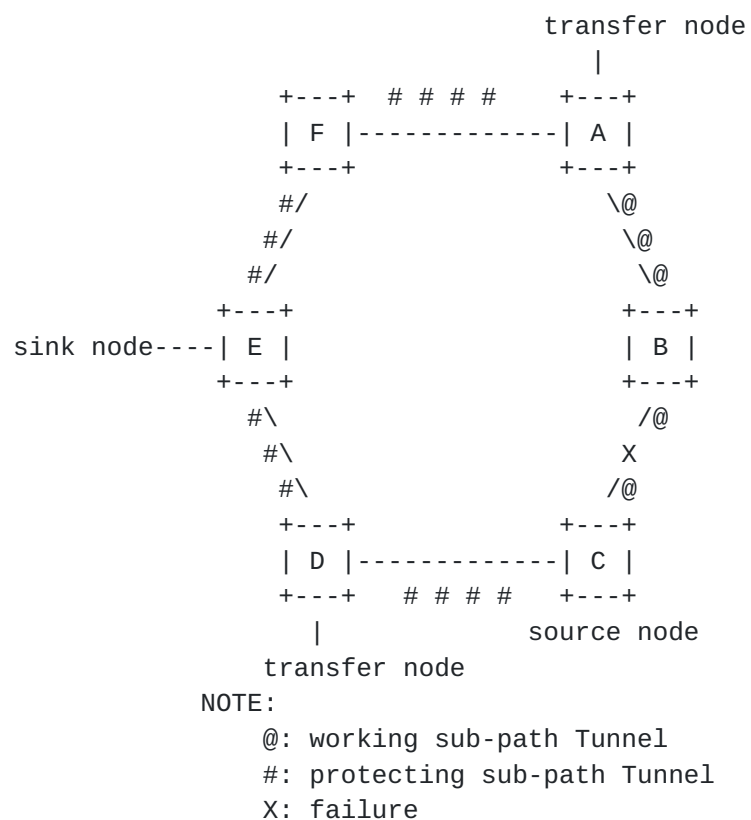 transfer node
                                     |
                 +---+  # # # #    +---+
                 | F |-------------| A |
                 +---+             +---+
                 #/                   \@
                #/                     \@
               #/                       \@
             +---+                     +---+
sink node----| E |                     | B |
             +---+                     +---+
               #\                       /@
                #\                     X
                 #\                   /@
                 +---+             +---+
                 | D |-------------| C |
                 +---+   # # # #   +---+
                   |             source node
                transfer node
            NOTE:
                @: working sub-path Tunnel
                #: protecting sub-path Tunnel
                X: failure